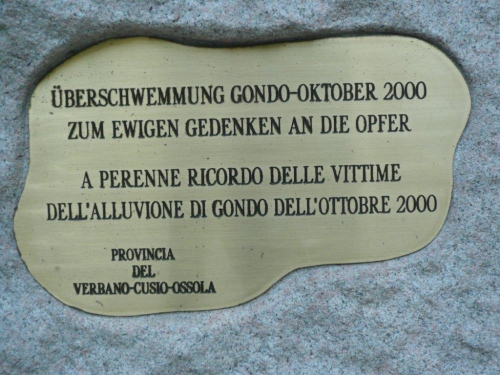 ÜBERSCHWEMMUNG GONDO-OKTOBER 2000
ZUM EWIGEN GEDENKEN AN DIE OPFER
A PERENNE RICORDO DELLE VITTIME
DELL'ALLUVIONE DI GONDO DELL'OTTOBRE 2000
PROVINCIA
DEL
VERBANO-CUSIO-OSSOLA